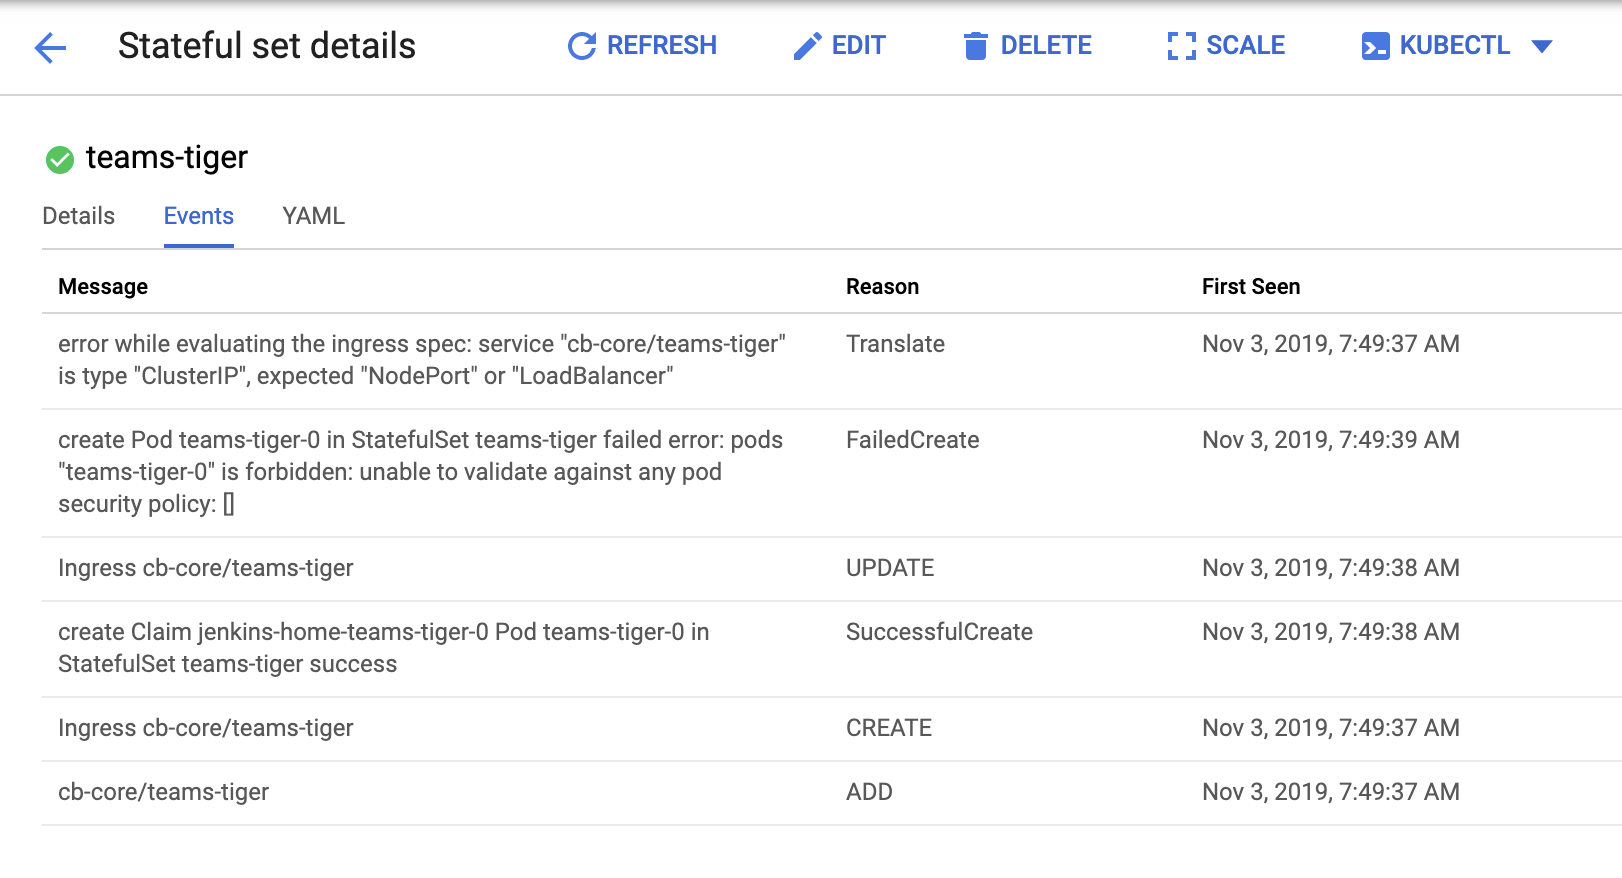 Stateful set details
REFRESH
EDIT
DELETE
SCALE
KUBECTL
teams-tiger
Details
Events
YAML
Message
Reason
First Seen
error while evaluating the ingress spec: service "cb-core/teams-tiger"
is type "ClusterIP", expected "NodePort" or "LoadBalancer"
Translate
Nov 3, 2019, 7:49:37 AM
create Pod teams-tiger-0 in StatefulSet teams-tiger failed error: pods
"teams-tiger-0" is forbidden: unable to validate against any pod
security policy: []
FailedCreate
Nov 3, 2019, 7:49:39 AM
Ingress cb-core/teams-tiger
UPDATE
Nov 3, 2019, 7:49:38 AM
create Claim jenkins-home-teams-tiger-0 Pod teams-tiger-0 in
StatefulSet teams-tiger success
SuccessfulCreate
Nov 3, 2019, 7:49:38 AM
Ingress cb-core/teams-tiger
CREATE
Nov 3, 2019, 7:49:37 AM
cb-core/teams-tiger
ADD
Nov 3, 2019, 7:49:37 AM